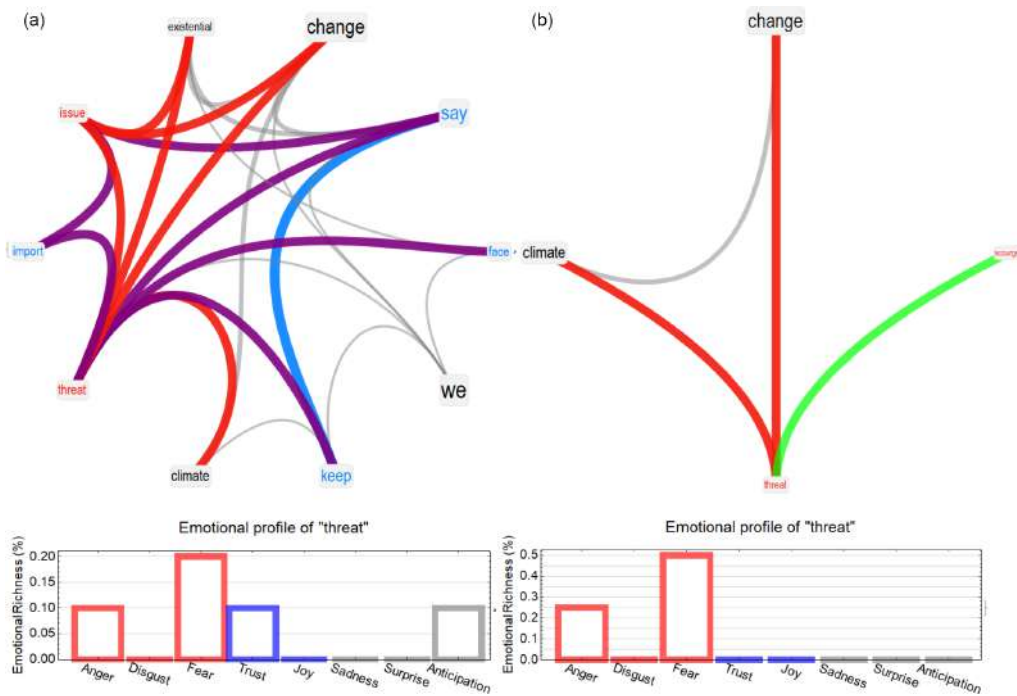 (a)
existential
change
issue
say
import
face
threat
we
climate
keep
(b)
change
climate
threat
Emotional profile of "threat"
Emotional Richness (%)
0.20
0.15
0.10
0.05
0.00
Anger
Disgust
Fear
Trust
Joy
Sadness
Surprise
Anticipation
Emotional profile of "threat"
Emotional Richness (%)
0.5
0.4
0.3
0.2
0.1
0.0
Anger
Disgust
Fear
Trust
Joy
Sadness
Surprise
Anticipation